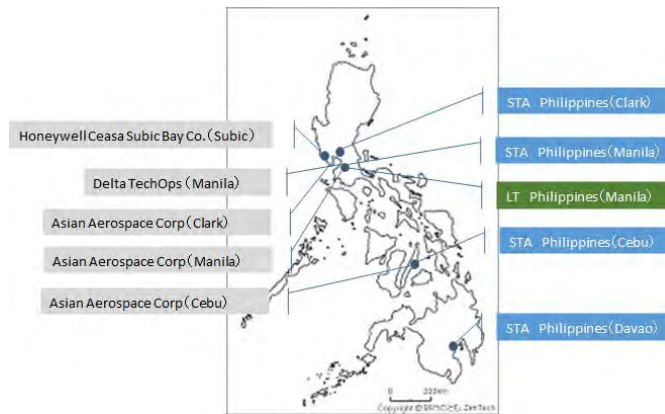 STA Philippines(Clark)
Honeywell Ceasa Subic Bay Co.(Subic)
STA Philippines(Manila)
Delta TechOps (Manila)
LT Philippines(Manila)
Asian Aerospace Corp(Clark)
STA Philippines(Cebu)
Asian Aerospace Corp(Manila)
Asian Aerospace Corp(Cebu)
STA Philippines(Davao)
0
Copyright ©